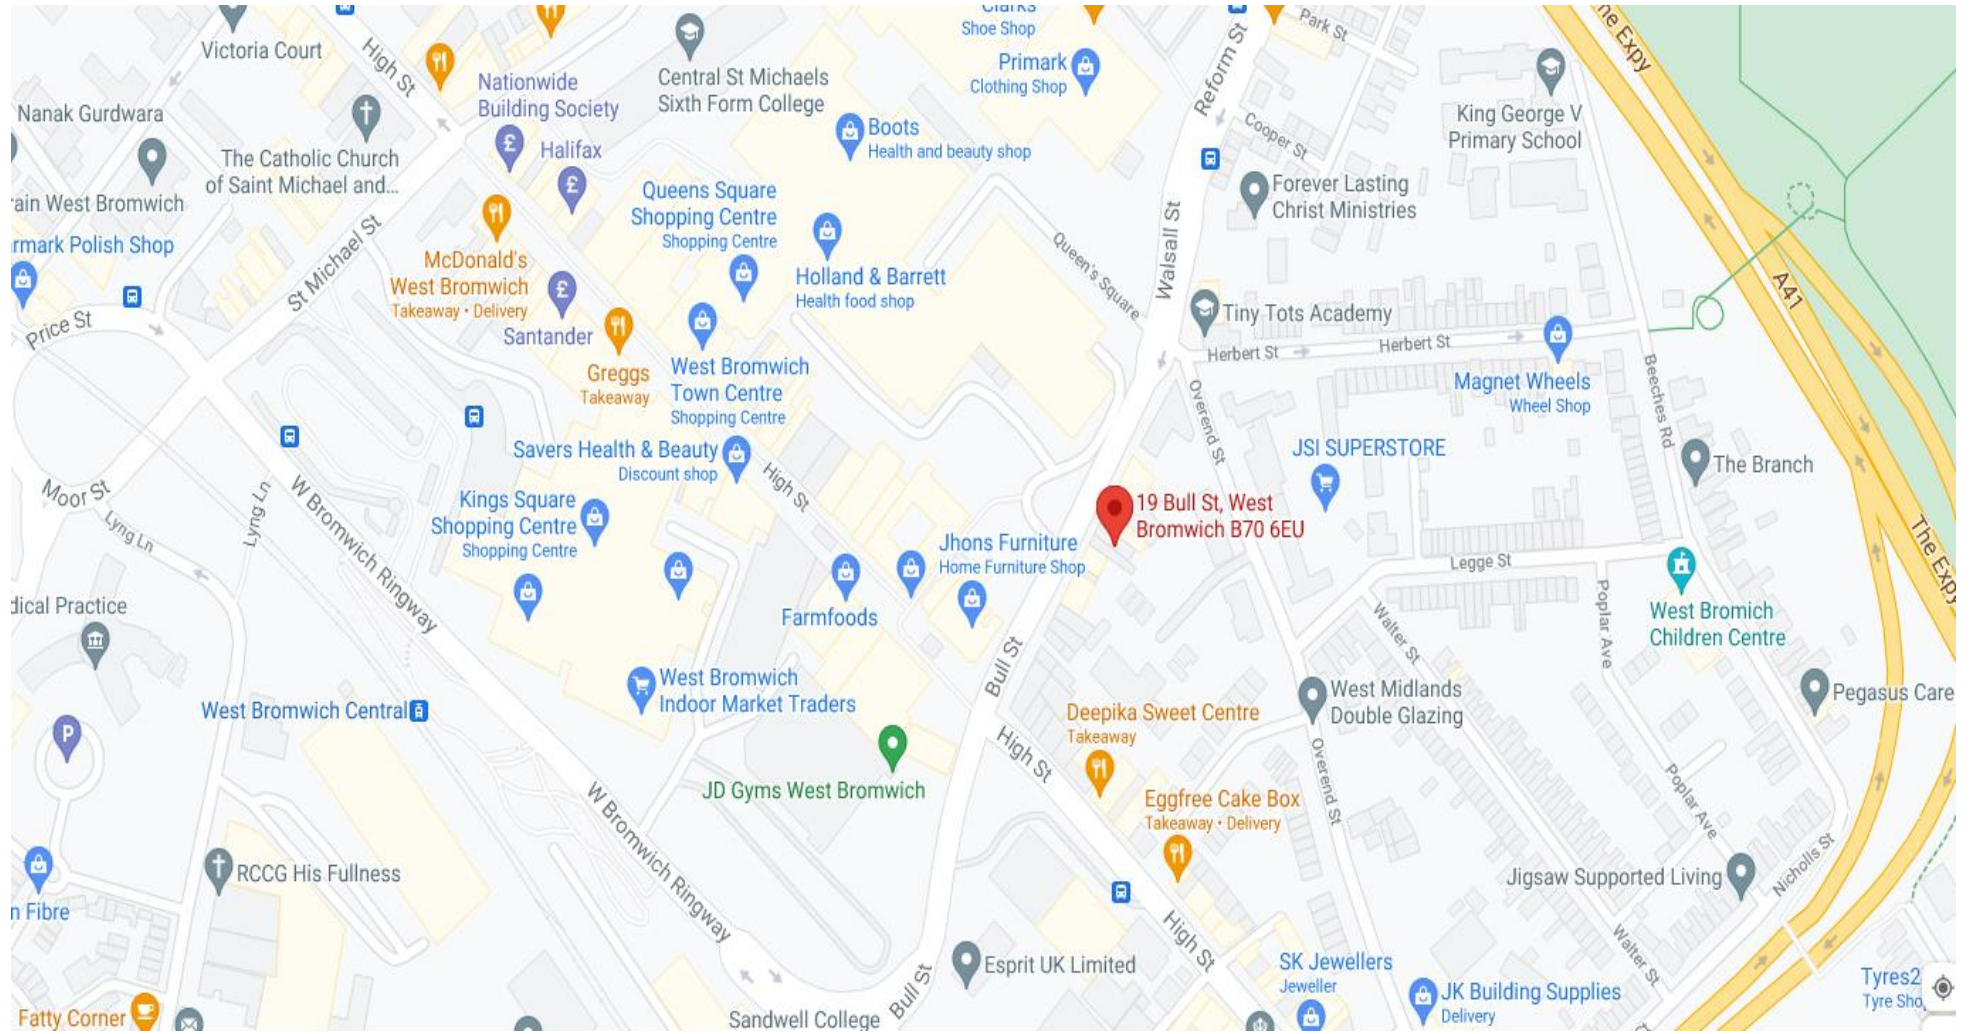 Victoria Court
High St
Nationwide
Building Society
Central St Michaels
Sixth Form College
Shoe Shop
Primark
Clothing Shop
Reform St
Park St
The Expy
King George V
Primary School
Nanak Gurdwara
The Catholic Church
of Saint Michael and...
Halifax
Boots
Health and beauty shop
Cooper St
Forever Lasting
Christ Ministries
ain West Bromwich
rmark Polish Shop
St Michael St
McDonald's
West Bromwich
Takeaway • Delivery
Queens Square
Shopping Centre
Shopping Centre
Holland & Barrett
Health food shop
Queen's Square
Walsall St
A41
Price St
Santander
Greggs
Takeaway
West Bromwich
Town Centre
Shopping Centre
Tiny Tots Academy
Herbert St
Herbert St
Magnet Wheels
Wheel Shop
Beeches Rd
Overend St
Savers Health & Beauty
Discount shop
High St
JSI SUPERSTORE
The Branch
Moor St
Lyng Ln
Lyng Ln
W Bromwich Ringway
Kings Square
Shopping Centre
Shopping Centre
19 Bull St, West
Bromwich B70 6EU
Jhons Furniture
Home Furniture Shop
Legge St
The Expy
dical Practice
Farmfoods
Walter St
Poplar Ave
West Bromich
Children Centre
Bull St
West Bromwich
Indoor Market Traders
West Bromwich Central
P
Deepika Sweet Centre
Takeaway
West Midlands
Double Glazing
Pegasus Care
High St
JD Gyms West Bromwich
Overend St
Poplar Ave
Eggfree Cake Box
Takeaway • Delivery
W Bromwich Ringway
RCCG His Fullness
Jigsaw Supported Living
Nicholls St
n Fibre
High St
Walter St
Esprit UK Limited
SK Jewellers
Jeweller
JK Building Supplies
Delivery
Tyres2
Tyre Sho
Fatty Corner
Sandwell College
Bull St